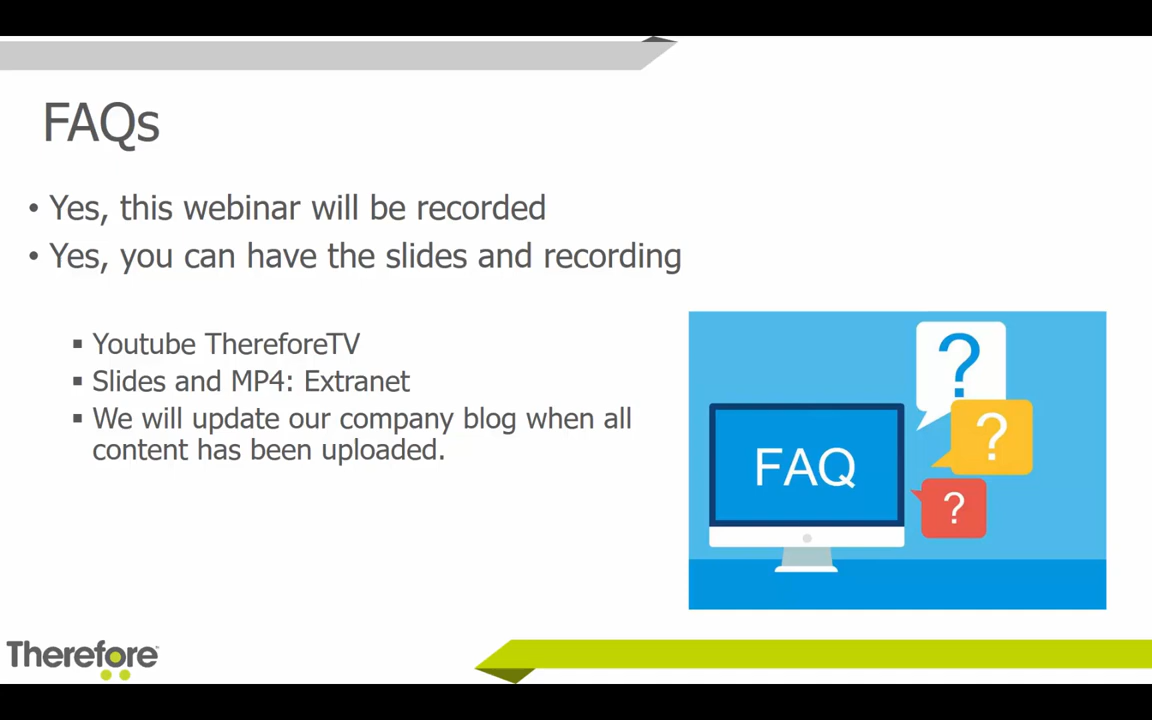 FAQs
• Yes, this webinar will be recorded
• Yes, you can have the slides and recording
▪ Youtube ThereforeTV
▪ Slides and MP4: Extranet
▪ We will update our company blog when all
content has been uploaded.
?
?
FAQ
?
Therefore